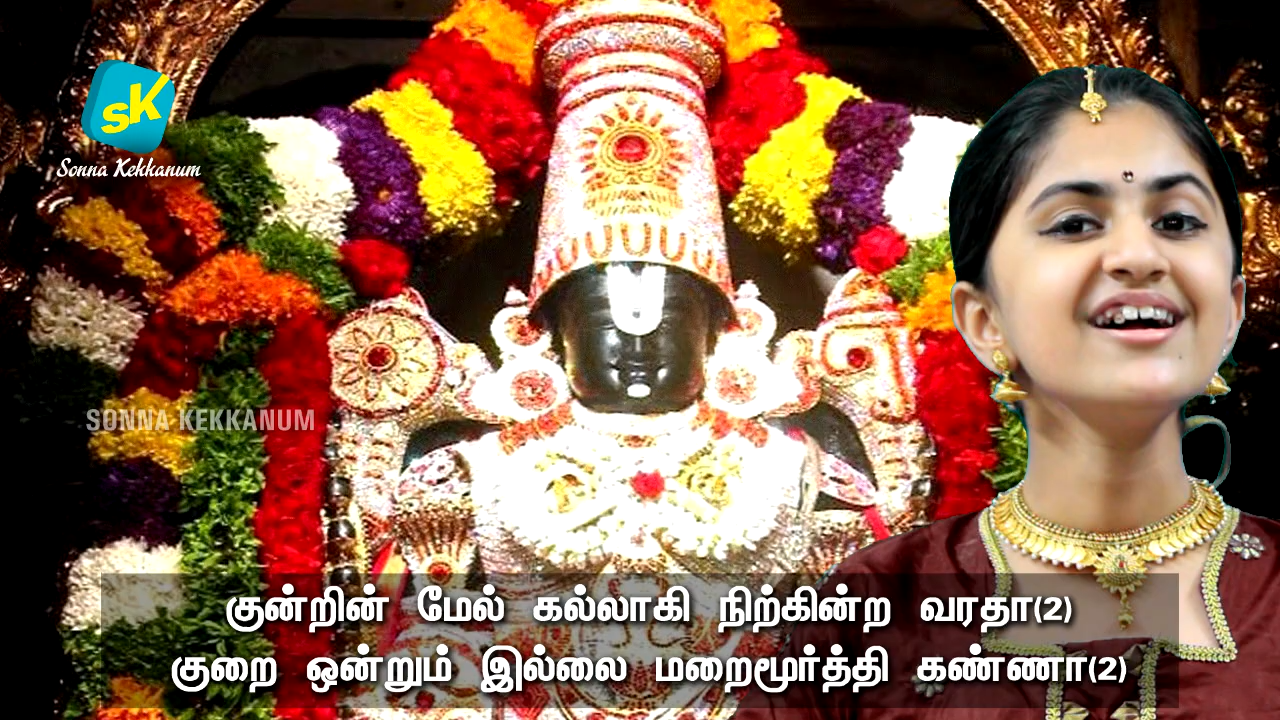 SK
Sonna Kekkanum
SONNA KEKKANUM
குன்றின் மேல் கல்லாகி நிற்கின்ற வரதா(2)
குறை ஒன்றும் இல்லை மறைமூர்த்தி கண்ணா(2)